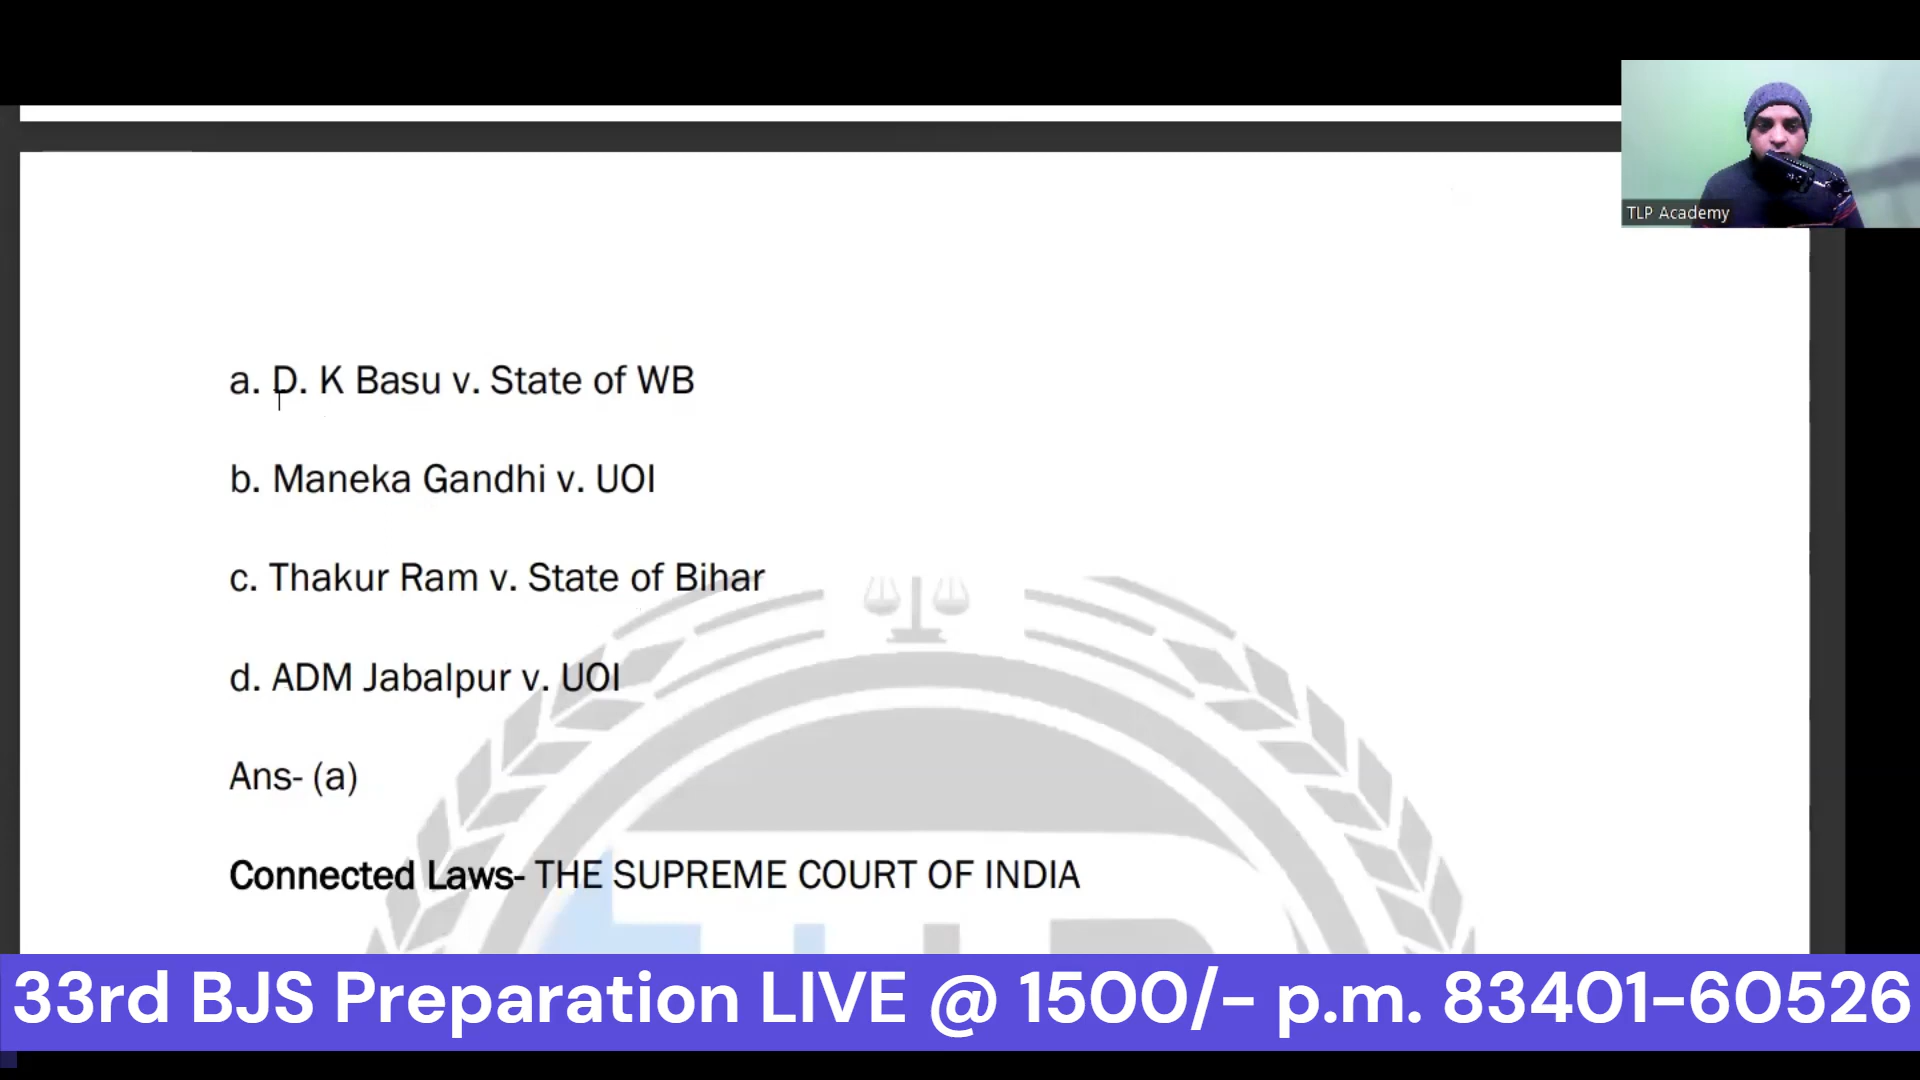 TLP Academy
a. D. K Basu v. State of WB
b. Maneka Gandhi v. UOI
c. Thakur Ram v. State of Bihar
d. ADM Jabalpur v. UOI
Ans- (a)
Connected Laws- THE SUPREME COURT OF INDIA
33rd BJS Preparation LIVE @ 1500/- p.m. 83401-60526